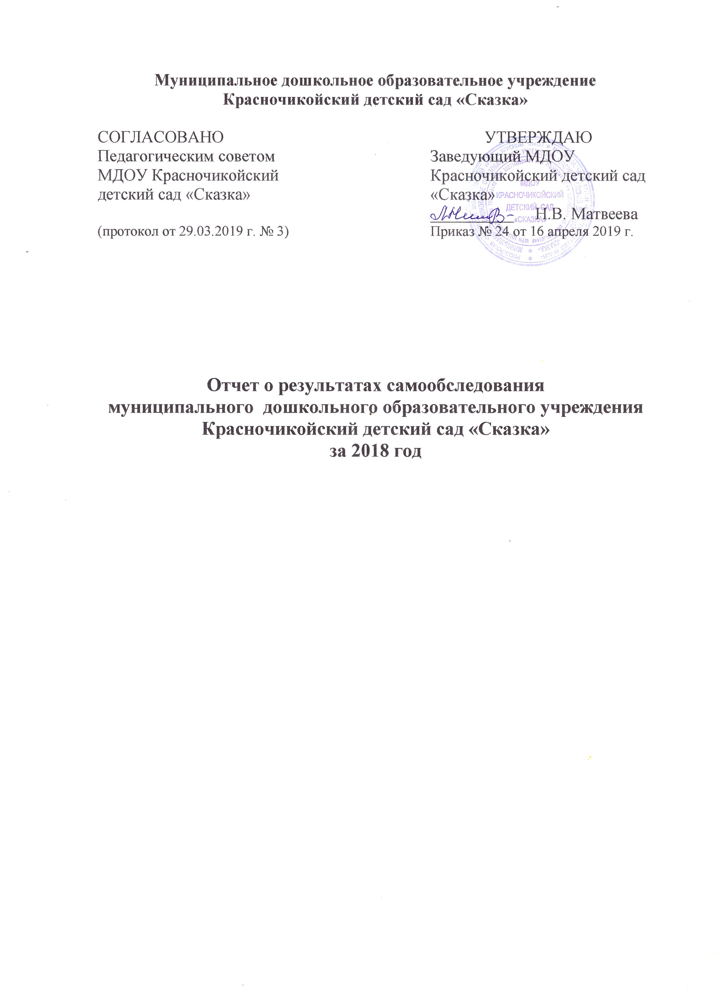 Муниципальное дошкольное образовательное учреждение
Красночикойский детский сад «Сказка»
СОГЛАСОВАНО
Педагогическим советом
МДОУ Красночикойский
детский сад «Сказка»
(протокол от 29.03.2019 г. № 3)
УТВЕРЖДАЮ
Заведующий МДОУ
Красночикойский детский сад
«Сказка»
Н.В. Матвеева
Приказ № 24 от 16 апреля 2019 г.
МДОУ
КРАСНОЧИКОЙСКИЙ
ДЕТСКИЙ САД
«СКАЗКА»
Отчет о результатах самообследования
муниципального дошкольного образовательного учреждения
Красночикойский детский сад «Сказка»
за 2018 год